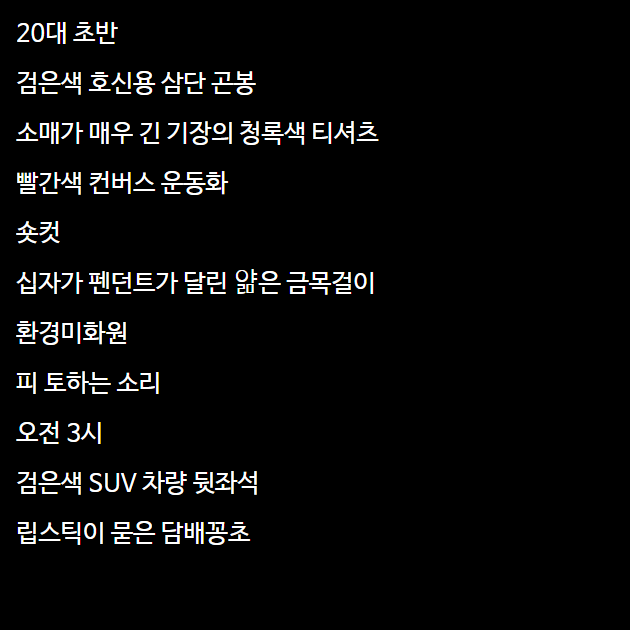 20대 초반
검은색 호신용 삼단 곤봉
소매가 매우 긴 기장의 청록색 티셔츠
빨간색 컨버스 운동화
숏컷
십자가 펜던트가 달린 얇은 금목걸이
환경미화원
피 토하는 소리
오전 3시
검은색 SUV 차량 뒷좌석
립스틱이 묻은 담배꽁초